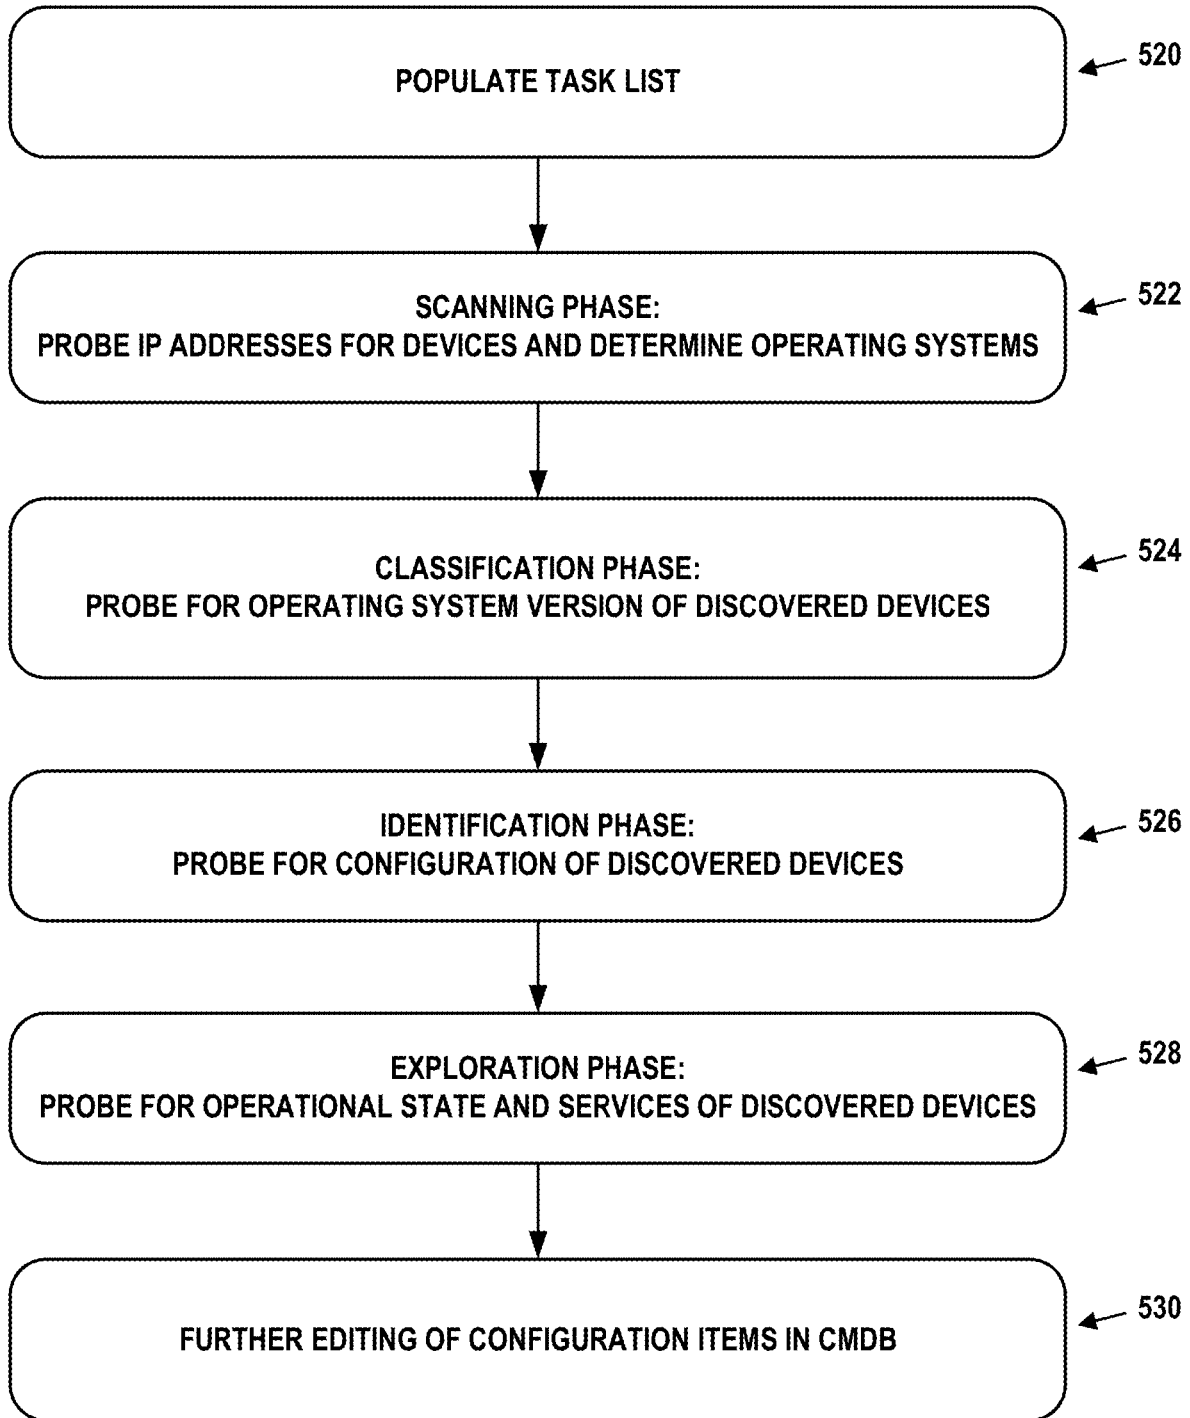 POPULATE TASK LIST
520
SCANNING PHASE:
PROBE IP ADDRESSES FOR DEVICES AND DETERMINE OPERATING SYSTEMS
522
CLASSIFICATION PHASE:
PROBE FOR OPERATING SYSTEM VERSION OF DISCOVERED DEVICES
524
IDENTIFICATION PHASE:
PROBE FOR CONFIGURATION OF DISCOVERED DEVICES
526
EXPLORATION PHASE:
PROBE FOR OPERATIONAL STATE AND SERVICES OF DISCOVERED DEVICES
528
FURTHER EDITING OF CONFIGURATION ITEMS IN CMDB
530